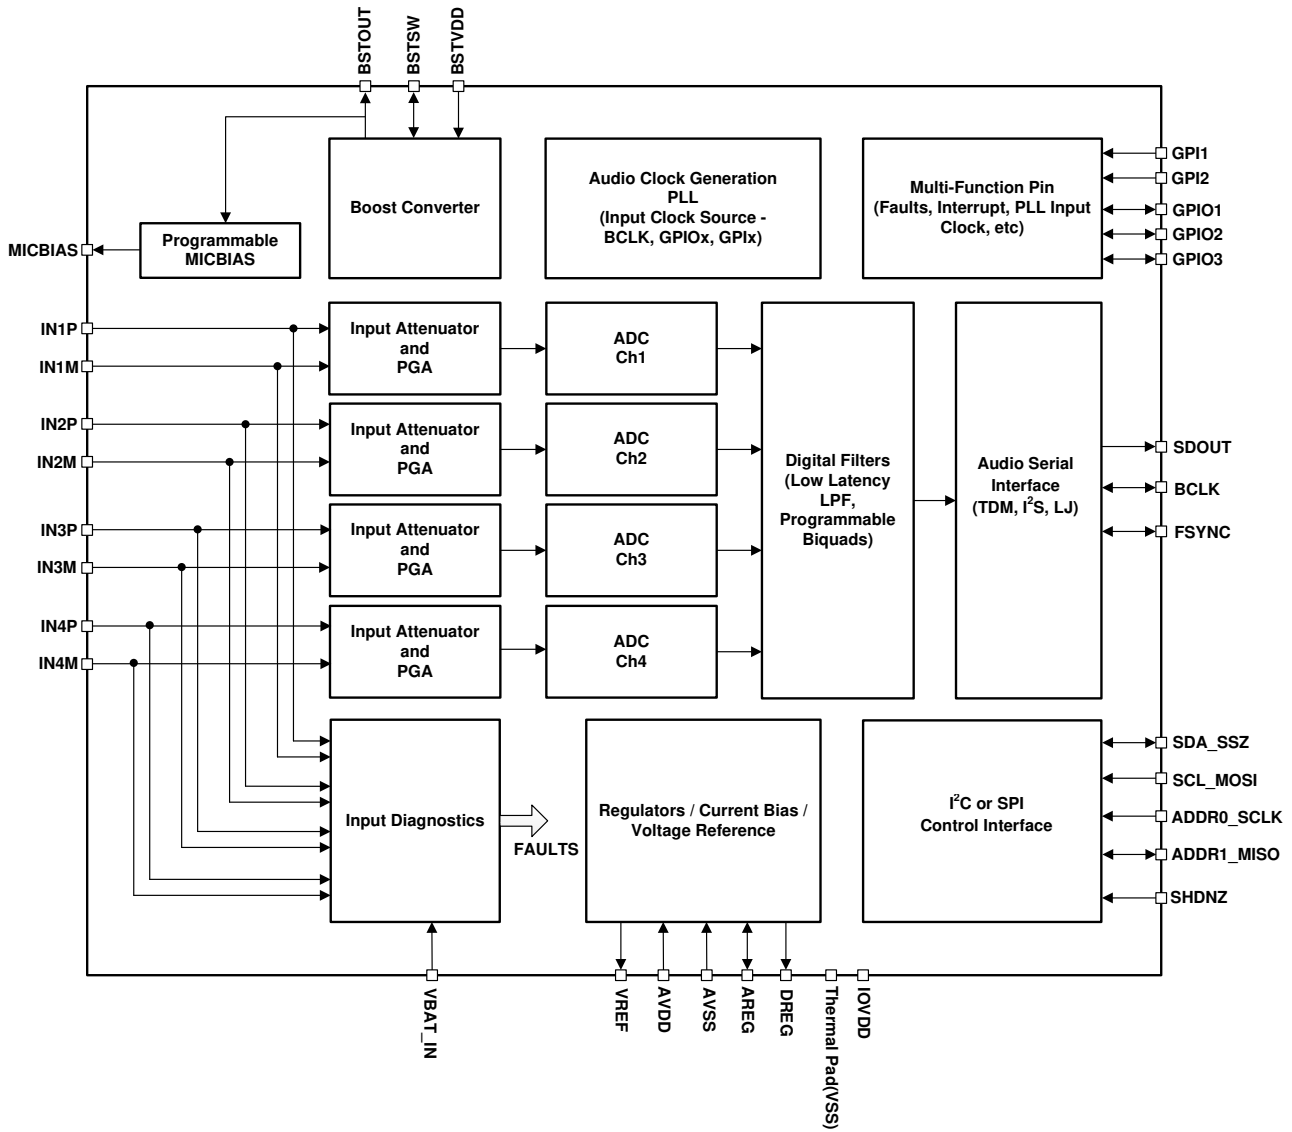 BSTOUT
BSTSW
BSTVDD
Boost Converter
Audio Clock Generation
PLL
(Input Clock Source -
BCLK, GPIOx, GPIx)
Multi-Function Pin
(Faults, Interrupt, PLL Input
Clock, etc)
GPI1
GPI2
GPIO1
GPIO2
GPIO3
MICBIAS
Programmable
MICBIAS
IN1P
IN1M
IN2P
IN2M
IN3P
IN3M
IN4P
IN4M
Input Attenuator
and
PGA
ADC
Ch1
Input Attenuator
and
PGA
ADC
Ch2
Input Attenuator
and
PGA
ADC
Ch3
Input Attenuator
and
PGA
ADC
Ch4
Digital Filters
(Low Latency
LPF,
Programmable
Biquads)
Audio Serial
Interface
(TDM, I²S, LJ)
SDOUT
BCLK
FSYNC
Input Diagnostics
FAULTS
Regulators / Current Bias /
Voltage Reference
I²C or SPI
Control Interface
SDA_SSZ
SCL_MOSI
ADDR0_SCLK
ADDR1_MISO
SHDNZ
VBAT_IN
VREF
AVDD
AVSS
AREG
DREG
Thermal Pad(VSS)
IOVDD